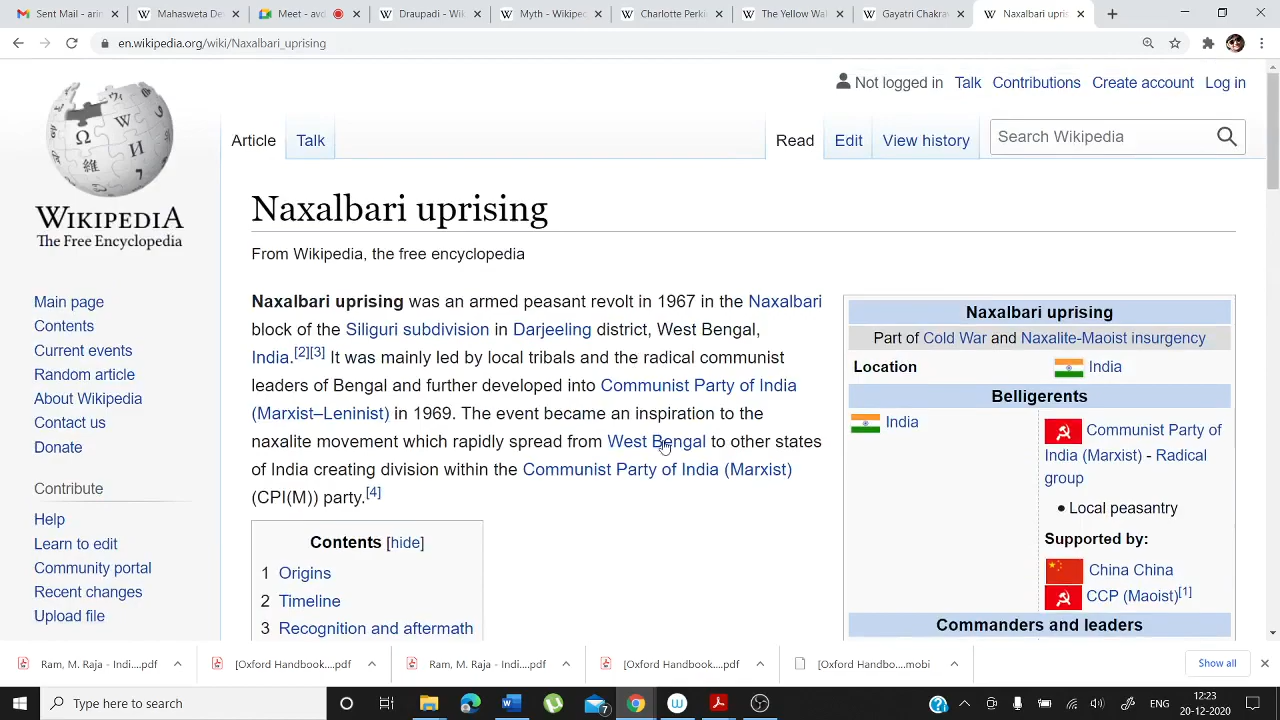 Sent Mail - arin
Mahasweta De
Meet - avd
Draupadi - Wik
Myth - Wikiped
Charlotte Perki
The Yellow Wa
Gayatri Chakra
Naxalbari upris
en.wikipedia.org/wiki/Naxalbari_uprising
Not logged in Talk Contributions Create account Log in
Article Talk Read Edit View history Search Wikipedia
WIKIPEDIA
The Free Encyclopedia
Main page
Contents
Current events
Random article
About Wikipedia
Contact us
Donate
Contribute
Help
Learn to edit
Community portal
Recent changes
Upload file
Naxalbari uprising
From Wikipedia, the free encyclopedia
Naxalbari uprising was an armed peasant revolt in 1967 in the Naxalbari
block of the Siliguri subdivision in Darjeeling district, West Bengal,
India.[2][3] It was mainly led by local tribals and the radical communist
leaders of Bengal and further developed into Communist Party of India
(Marxist–Leninist) in 1969. The event became an inspiration to the
naxalite movement which rapidly spread from West Bengal to other states
of India creating division within the Communist Party of India (Marxist)
(CPI(M)) party.[4]
Contents [hide]
1 Origins
2 Timeline
3 Recognition and aftermath
Naxalbari uprising
Part of Cold War and Naxalite-Maoist insurgency
Location India
Belligerents
India
Communist Party of
India (Marxist) - Radical
group
• Local peasantry
Supported by:
China China
CCP (Maoist)[1]
Commanders and leaders
Ram, M. Raja - Indi....pdf
[Oxford Handbook....pdf
Ram, M. Raja - Indi....pdf
[Oxford Handbook....pdf
[Oxford Handbo....mobi
Show all
Type here to search
7
ENG
12:23
20-12-2020